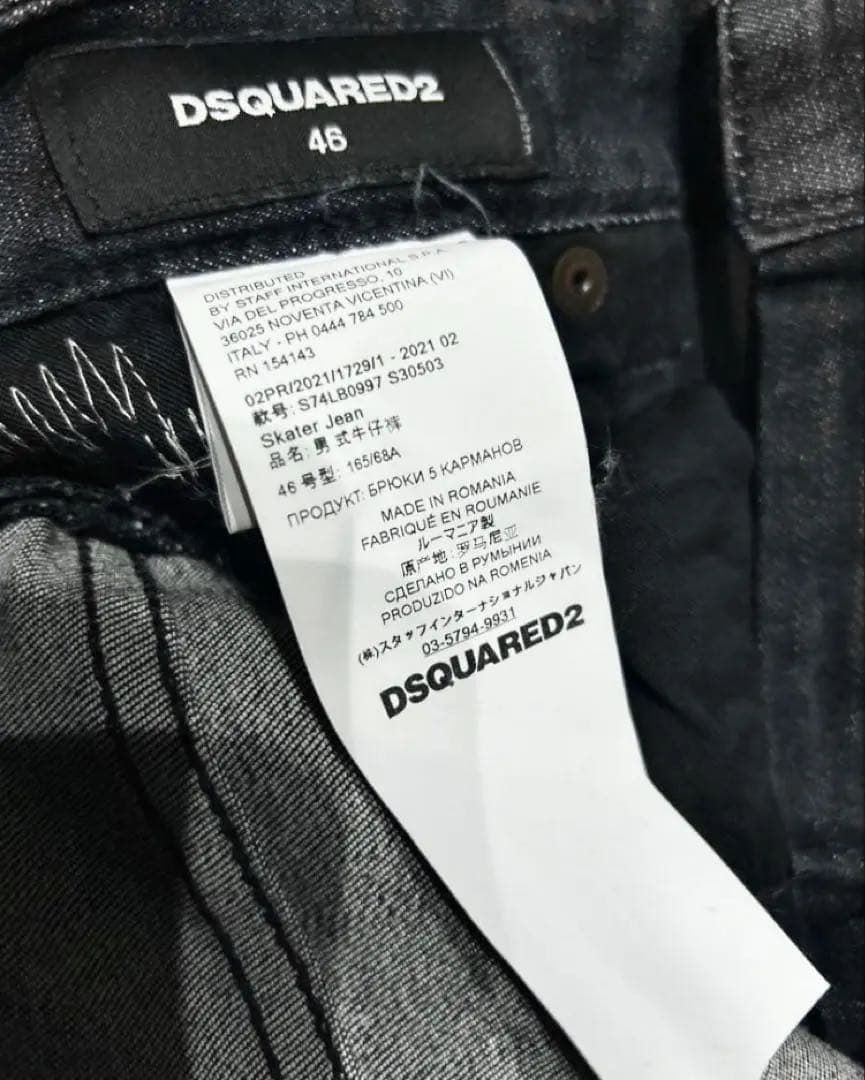 DSQUARED2
46
DISTRIBUTED
BY STAFF INTERNATIONAL S.P.A.
VIA DEL PROGRESSO, 10
36025 NOVENTA VICENTINA (VI)
ITALY - PH 0444 784 500
RN 154143
02PR/2021/1729/1 - 2021 02
款号: S74LB0997 S30503
Skater Jean
品名: 男式牛仔裤
46 号型: 165/68A
ПРОДУКТ: БРЮКИ 5 КАРМАНОВ
MADE IN ROMANIA
FABRIQUÉ EN ROUMANIE
ルーマニア製
原产地: 罗马尼亚
СДЕЛАНО В РУМЫНИИ
PRODUZIDO NA ROMENIA
(株)スタッフインターナショナルジャパン
03-5794-9931
DSQUARED2